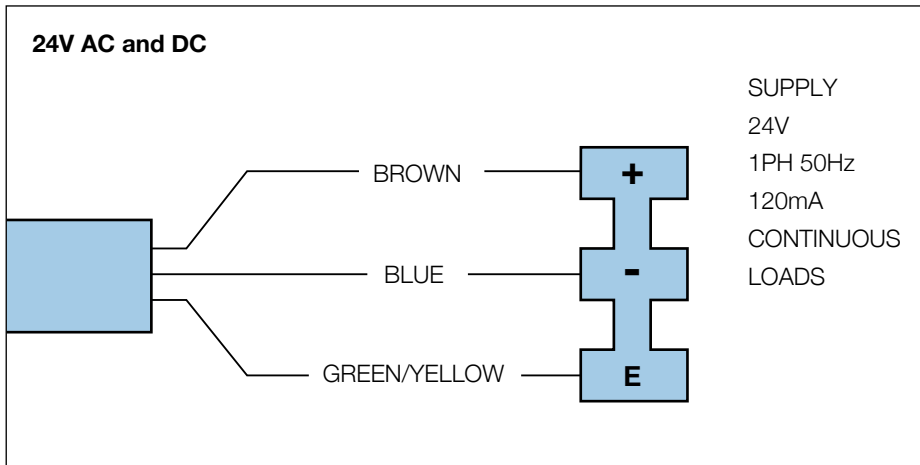 24V AC and DC
SUPPLY
24V
1PH 50Hz
120mA
CONTINUOUS
LOADS
BROWN
+
BLUE
-
GREEN/YELLOW
E